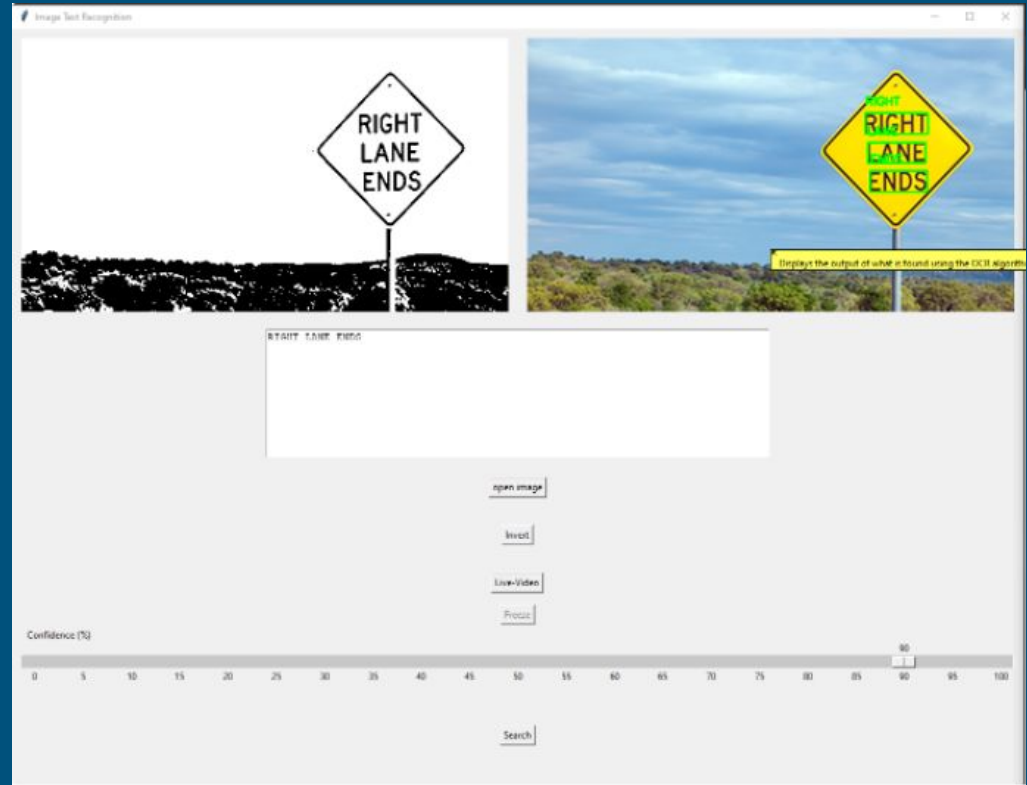 Image Text Recognition
RIGHT
LANE
ENDS
RIGHT
RIGHT
LANE
ENDS
Displays the output of what is found using the OCR algorith
RIGHT LANE ENDS
open image
Invert
Live-Video
Freeze
Confidence (%)
90
0 5 10 15 20 25 30 35 40 45 50 55 60 65 70 75 80 85 90 95 100
Search